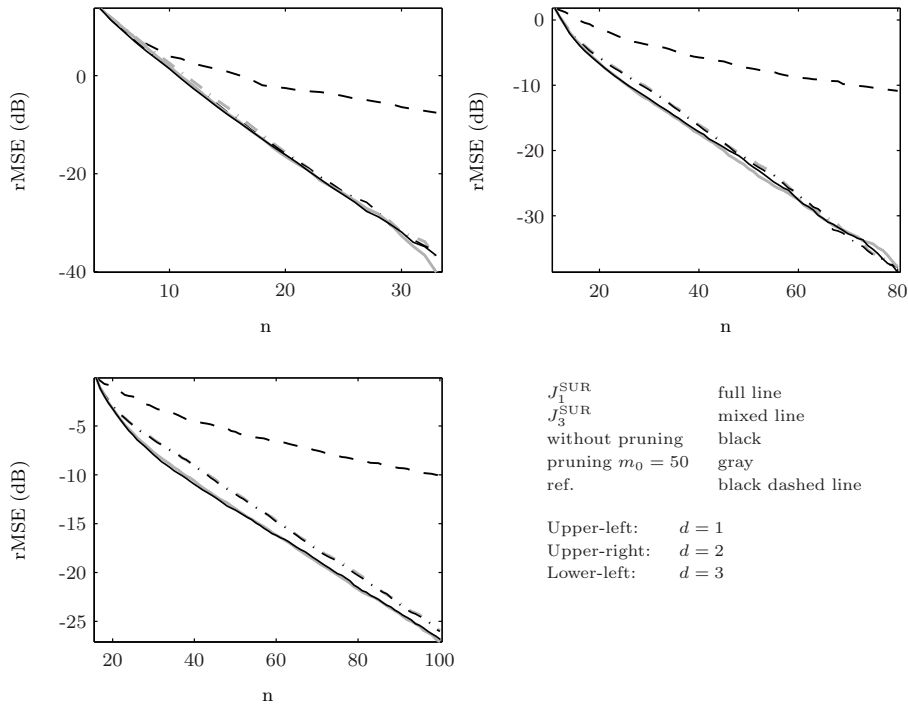 rMSE (dB)
0
-20
-40
10
20
30
n
rMSE (dB)
0
-10
-20
-30
20
40
60
80
n
rMSE (dB)
-5
-10
-15
-20
-25
20
40
60
80
100
n
J_1^SUR full line
J_3^SUR mixed line
without pruning black
pruning m_0 = 50 gray
ref. black dashed line
Upper-left: d = 1
Upper-right: d = 2
Lower-left: d = 3